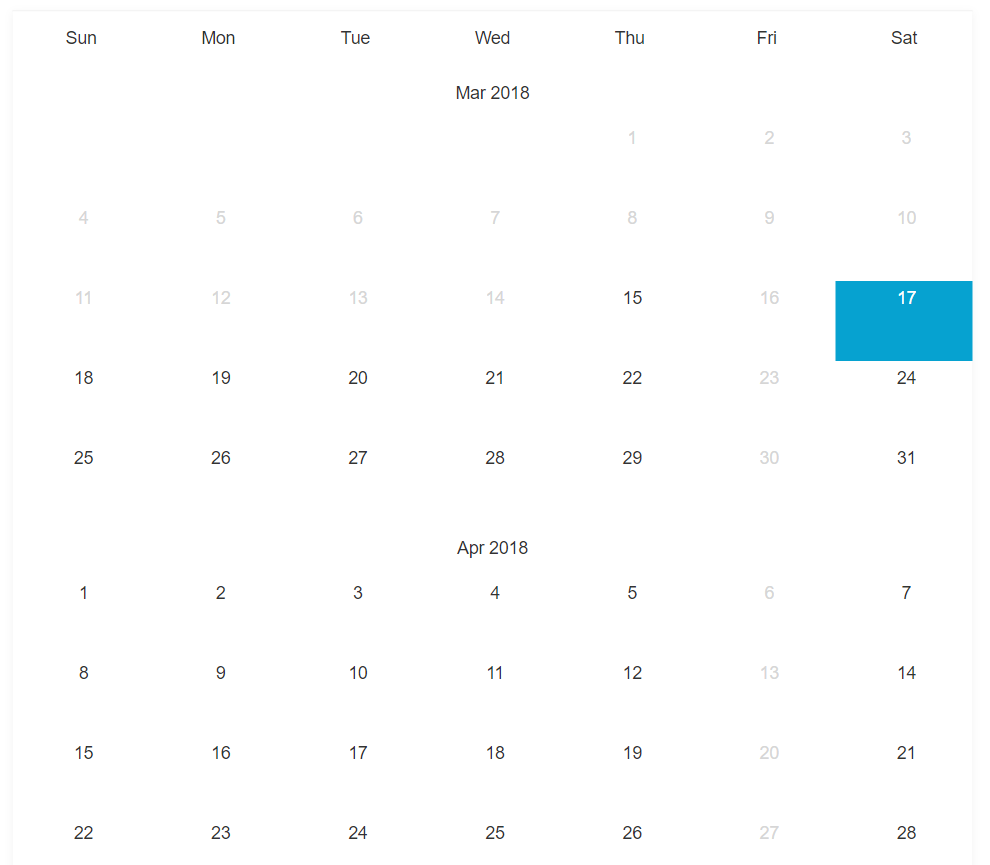 Sun Mon Tue Wed Thu Fri Sat
Mar 2018
1 2 3
4 5 6 7 8 9 10
11 12 13 14 15 16 17
18 19 20 21 22 23 24
25 26 27 28 29 30 31
Apr 2018
1 2 3 4 5 6 7
8 9 10 11 12 13 14
15 16 17 18 19 20 21
22 23 24 25 26 27 28